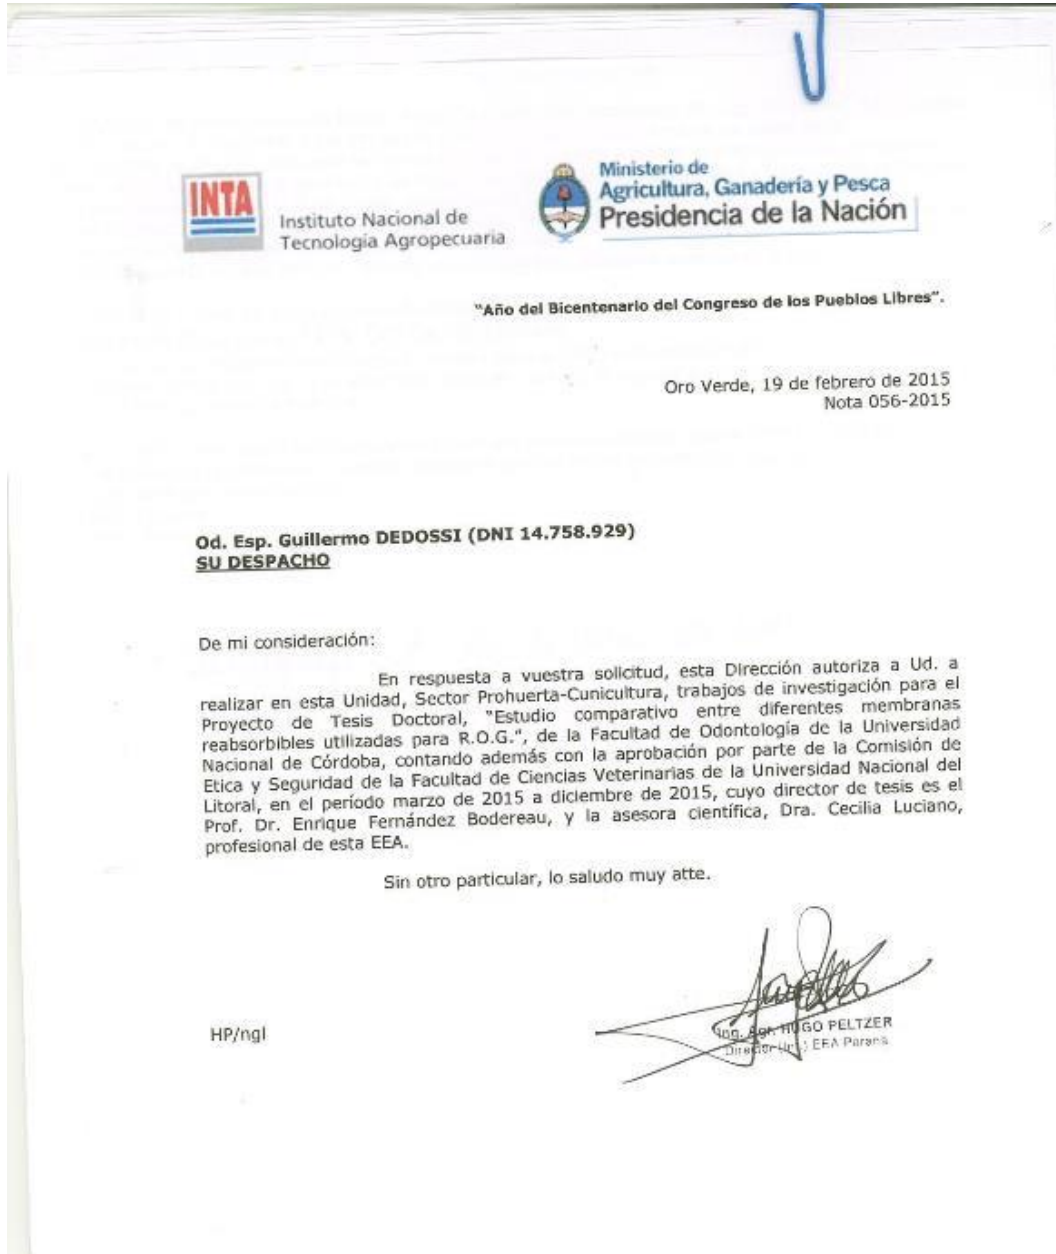 INTA
Instituto Nacional de
Tecnología Agropecuaria
Ministerio de
Agricultura, Ganadería y Pesca
Presidencia de la Nación
"Año del Bicentenario del Congreso de los Pueblos Libres".
Oro Verde, 19 de febrero de 2015
Nota 056-2015
Od. Esp. Guillermo DEDOSSI (DNI 14.758.929)
SU DESPACHO
De mi consideración:
En respuesta a vuestra solicitud, esta Dirección autoriza a Ud. a
realizar en esta Unidad, Sector Prohuerta-Cunicultura, trabajos de investigación para el
Proyecto de Tesis Doctoral, "Estudio comparativo entre diferentes membranas
reabsorbibles utilizadas para R.O.G.", de la Facultad de Odontología de la Universidad
Nacional de Córdoba, contando además con la aprobación por parte de la Comisión de
Etica y Seguridad de la Facultad de Ciencias Veterinarias de la Universidad Nacional del
Litoral, en el período marzo de 2015 a diciembre de 2015, cuyo director de tesis es el
Prof. Dr. Enrique Fernández Bodereau, y la asesora científica, Dra. Cecilia Luciano,
profesional de esta EEA.
Sin otro particular, lo saludo muy atte.
HP/ngl
Ing. Agr. HUGO PELTZER
Director (Int.) EEA Paraná